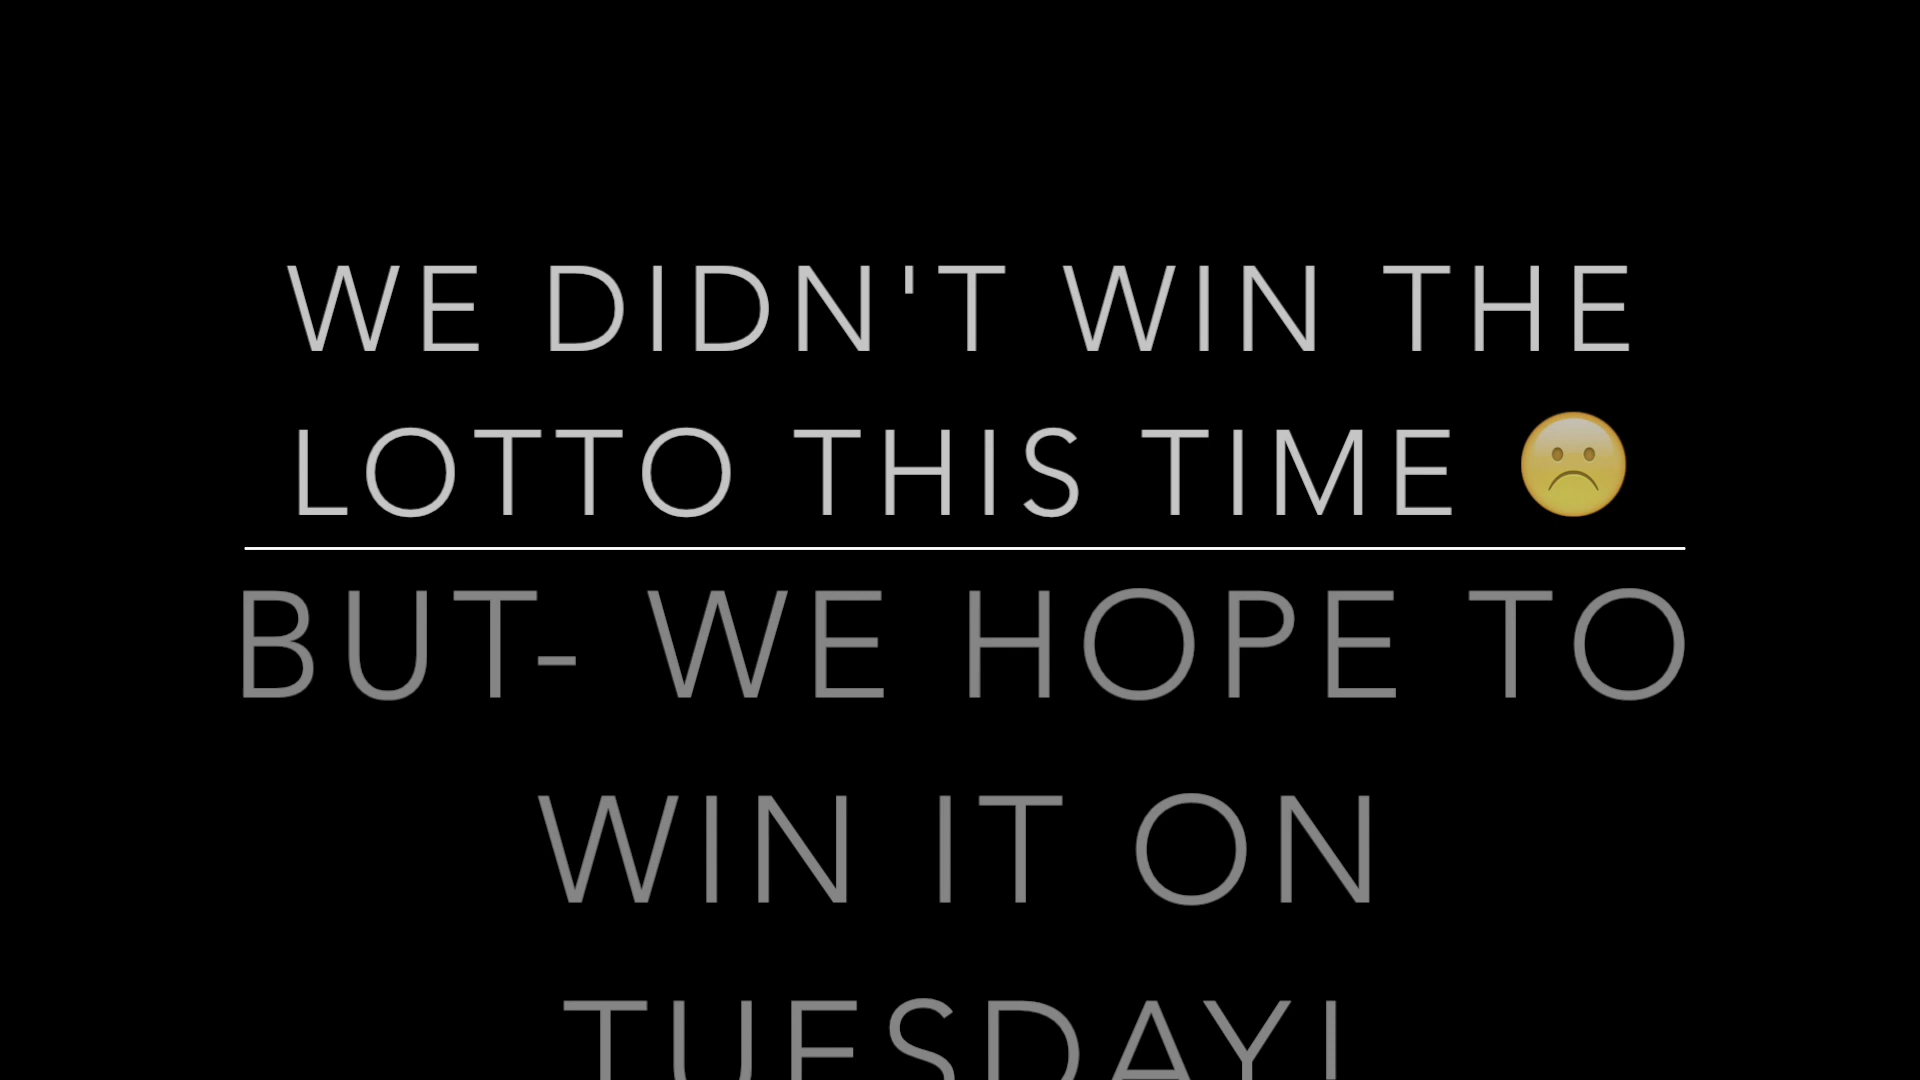 WE DIDN'T WIN THE
LOTTO THIS TIME ☹️
BUT- WE HOPE TO
WIN IT ON
TUESDAY!